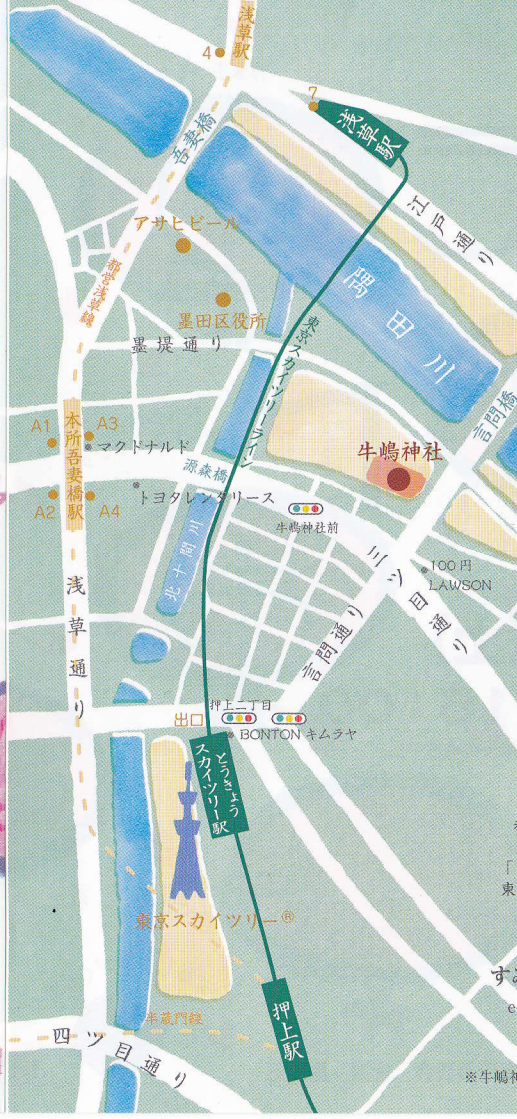 浅草駅
4
7
浅草駅
吾妻橋
江戸通り
アサヒビール
都営浅草線
墨田区役所
隅田川
墨堤通り
東京スカイツリーライン
言問橋
A1
A3
本所吾妻橋駅
マクドナルド
牛嶋神社
源森橋
A2
A4
トヨタレンタリース
牛嶋神社前
北十間川
三ツ目通り
100円
LAWSON
浅草通り
言問通り
押上二丁目
出口
BONTON キムラヤ
とうきょう
スカイツリー駅
東京スカイツリー®
「
東
押上駅
す
e
半蔵門線
四ツ目通り
※牛嶋神